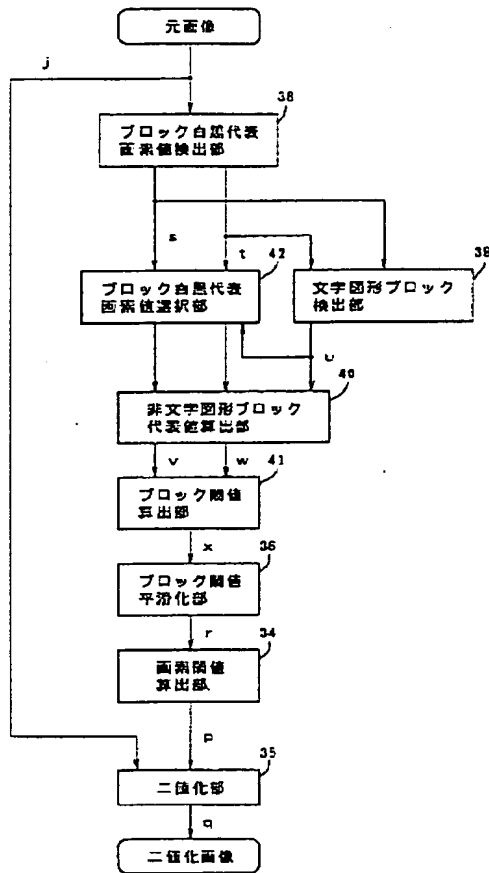 元画像
j
38
ブロック白黒代表
画素値検出部
s
t
42
39
ブロック白黒代表
画素値選択部
文字図形ブロック
検出部
u
40
非文字図形ブロック
代表値算出部
v
w
41
ブロック閾値
算出部
x
36
ブロック閾値
平滑化部
r
34
画素閾値
算出部
p
35
二値化部
q
二値化画像